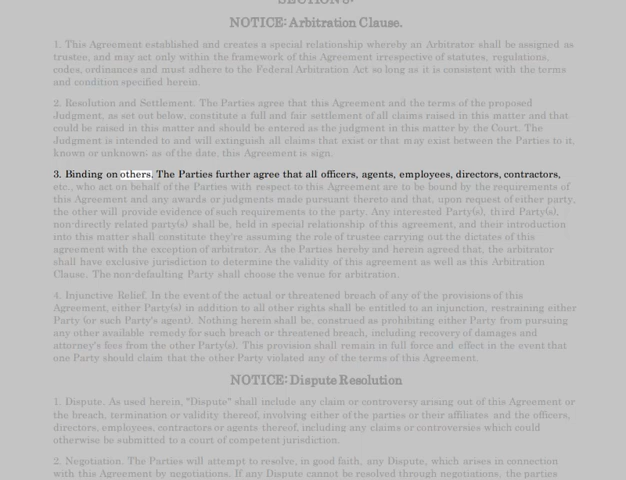 SECTION 6:
NOTICE: Arbitration Clause.
1. This Agreement established and creates a special relationship whereby an Arbitrator shall be assigned as
trustee, and may act only within the framework of this Agreement irrespective of statutes, regulations,
codes, ordinances and must adhere to the Federal Arbitration Act so long as it is consistent with the terms
and condition specified herein.
2. Resolution and Settlement. The Parties agree that this Agreement and the terms of the proposed
Judgment, as set out below, constitute a full and fair settlement of all claims raised in this matter and that
could be raised in this matter and should be entered as the judgment in this matter by the Court. The
Judgment is intended to and will extinguish all claims that exist or that may exist between the Parties to it,
known or unknown: as of the date, this Agreement is sign.
3. Binding on others. The Parties further agree that all officers, agents, employees, directors, contractors,
etc., who act on behalf of the Parties with respect to this Agreement are to be bound by the requirements of
this Agreement and any awards or judgments made pursuant thereto and that, upon request of either party,
the other will provide evidence of such requirements to the party. Any interested Party(s), third Party(s),
non-directly related party(s) shall be, held in special relationship of this agreement, and their introduction
into this matter shall constitute they're assuming the role of trustee carrying out the dictates of this
agreement with the exception of arbitrator. As the Parties hereby and herein agreed that, the arbitrator
shall have exclusive jurisdiction to determine the validity of this agreement as well as this Arbitration
Clause. The non-defaulting Party shall choose the venue for arbitration.
4. Injunctive Relief. In the event of the actual or threatened breach of any of the provisions of this
Agreement, either Party(s) in addition to all other rights shall be entitled to an injunction, restraining either
Party (or such Party's agent). Nothing herein shall be, construed as prohibiting either Party from pursuing
any other available remedy for such breach or threatened breach, including recovery of damages and
attorney's fees from the other Party(s). This provision shall remain in full force and effect in the event that
one Party should claim that the other Party violated any of the terms of this Agreement.
NOTICE: Dispute Resolution
1. Dispute. As used herein, "Dispute" shall include any claim or controversy arising out of this Agreement or
the breach, termination or validity thereof, involving either of the parties or their affiliates and the officers,
directors, employees, contractors or agents thereof, including any claims or controversies which could
otherwise be submitted to a court of competent jurisdiction.
2. Negotiation. The Parties will attempt to resolve, in good faith, any Dispute, which arises in connection
with this Agreement by negotiations. If any Dispute cannot be resolved through negotiations, the parties